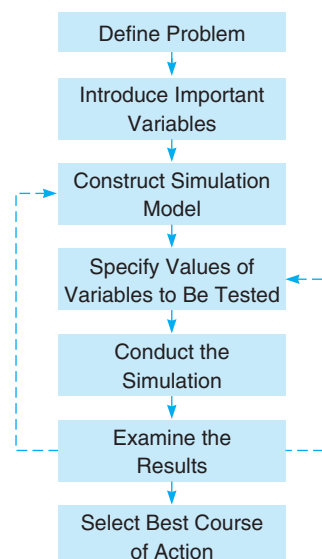 Define Problem
Introduce Important
Variables
Construct Simulation
Model
Specify Values of
Variables to Be Tested
Conduct the
Simulation
Examine the
Results
Select Best Course
of Action